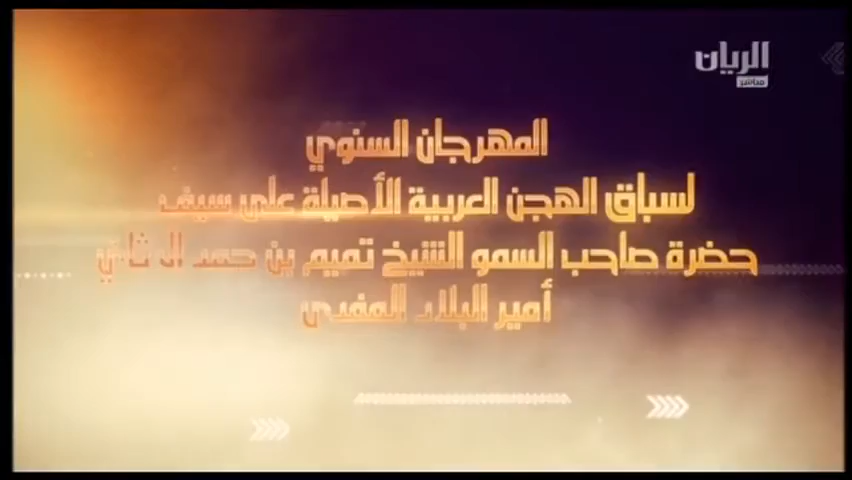 الريان
مباشر
المهرجان السنوي
لسباق الهجن العربية الأصيلة على سيف
حضرة صاحب السمو الشيخ تميم بن حمد آل ثاني
أمير البلاد المفدى